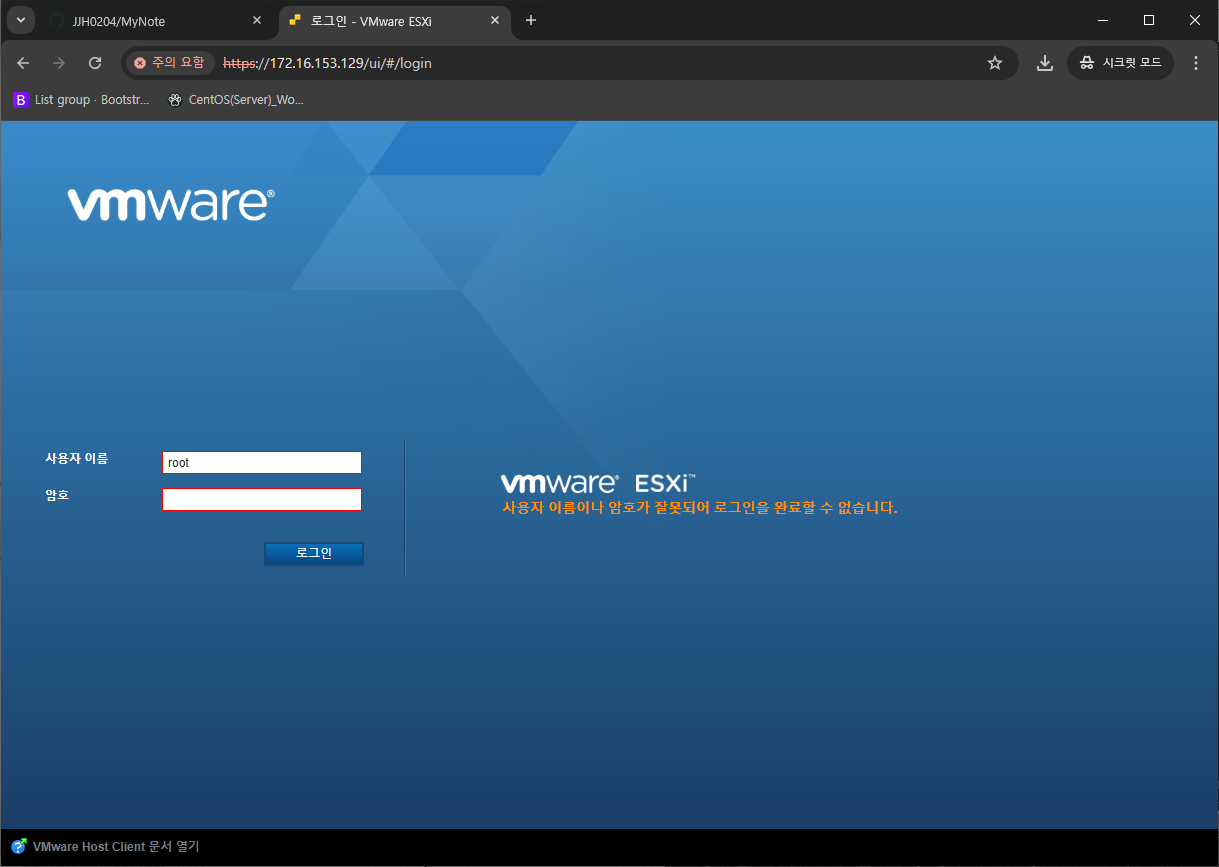 JJH0204/MyNote
로그인 - VMware ESXi
주의 요함
https://172.16.153.129/ui/#/login
시크릿 모드
B List group · Bootstr...
CentOS(Server)_Wo...
vmware®
사용자 이름
root
암호
로그인
vmware® ESXi™
사용자 이름이나 암호가 잘못되어 로그인을 완료할 수 없습니다.
VMware Host Client 문서 열기